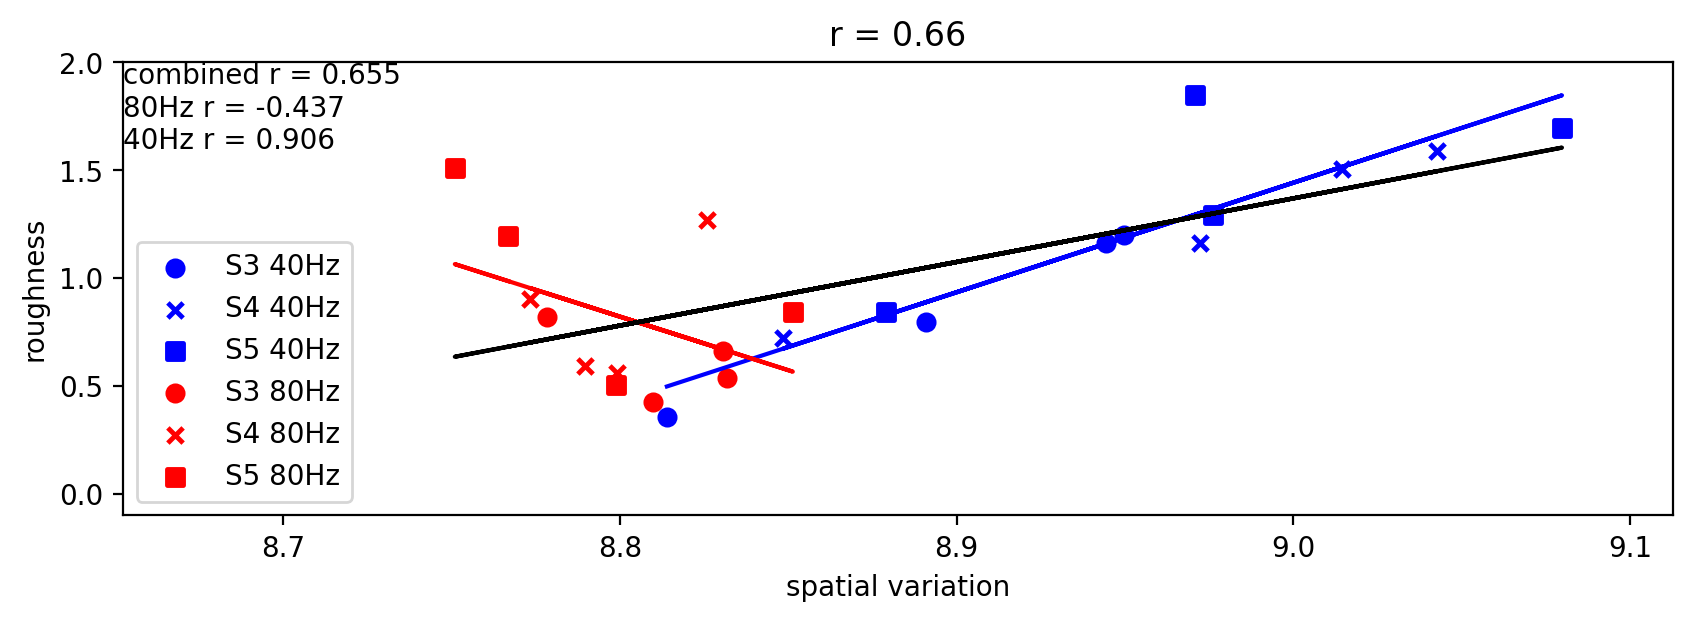 r = 0.66
combined r = 0.655
80Hz r = -0.437
40Hz r = 0.906
2.0
1.5
1.0
0.5
0.0
roughness
S3 40Hz
S4 40Hz
S5 40Hz
S3 80Hz
S4 80Hz
S5 80Hz
8.7 8.8 8.9 9.0 9.1
spatial variation